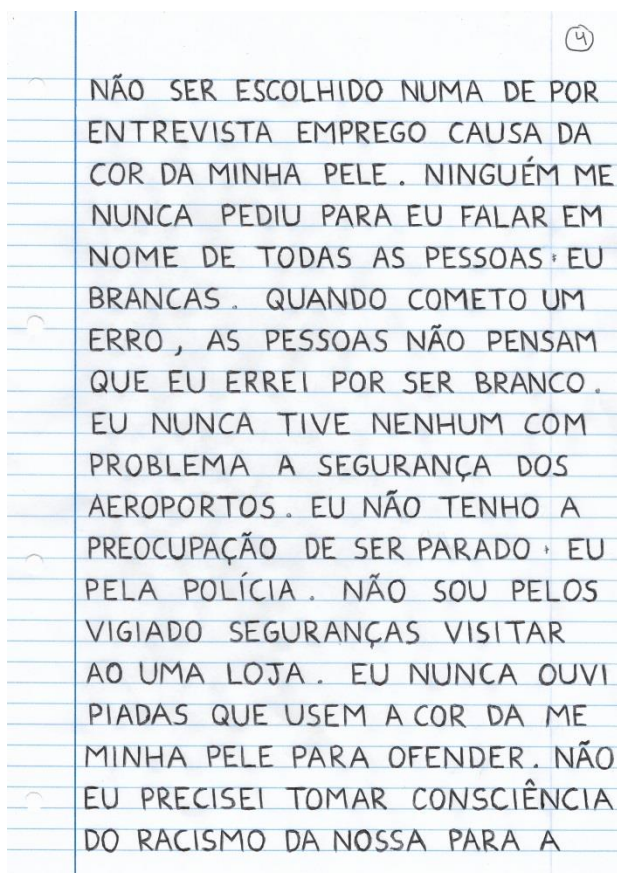 4
NÃO SER ESCOLHIDO NUMA DE POR
ENTREVISTA EMPREGO CAUSA DA
COR DA MINHA PELE. NINGUÉM ME
NUNCA PEDIU PARA EU FALAR EM
NOME DE TODAS AS PESSOAS. EU
BRANCAS. QUANDO COMETO UM
ERRO, AS PESSOAS NÃO PENSAM
QUE EU ERREI POR SER BRANCO.
EU NUNCA TIVE NENHUM COM
PROBLEMA A SEGURANÇA DOS
AEROPORTOS. EU NÃO TENHO A
PREOCUPAÇÃO DE SER PARADO. EU
PELA POLÍCIA. NÃO SOU PELOS
VIGIADO SEGURANÇAS VISITAR
AO UMA LOJA. EU NUNCA OUVI
PIADAS QUE USEM A COR DA ME
MINHA PELE PARA OFENDER. NÃO
EU PRECISEI TOMAR CONSCIÊNCIA
DO RACISMO DA NOSSA PARA A